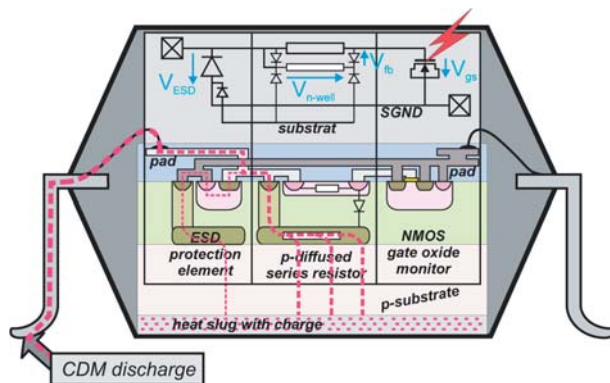 V_ESD
V_n-well
V_fb
V_gs
SGND
substrat
pad
pad
ESD
protection
element
p-diffused
series resistor
NMOS
gate oxide
monitor
p-substrate
heat slug with charge
CDM discharge